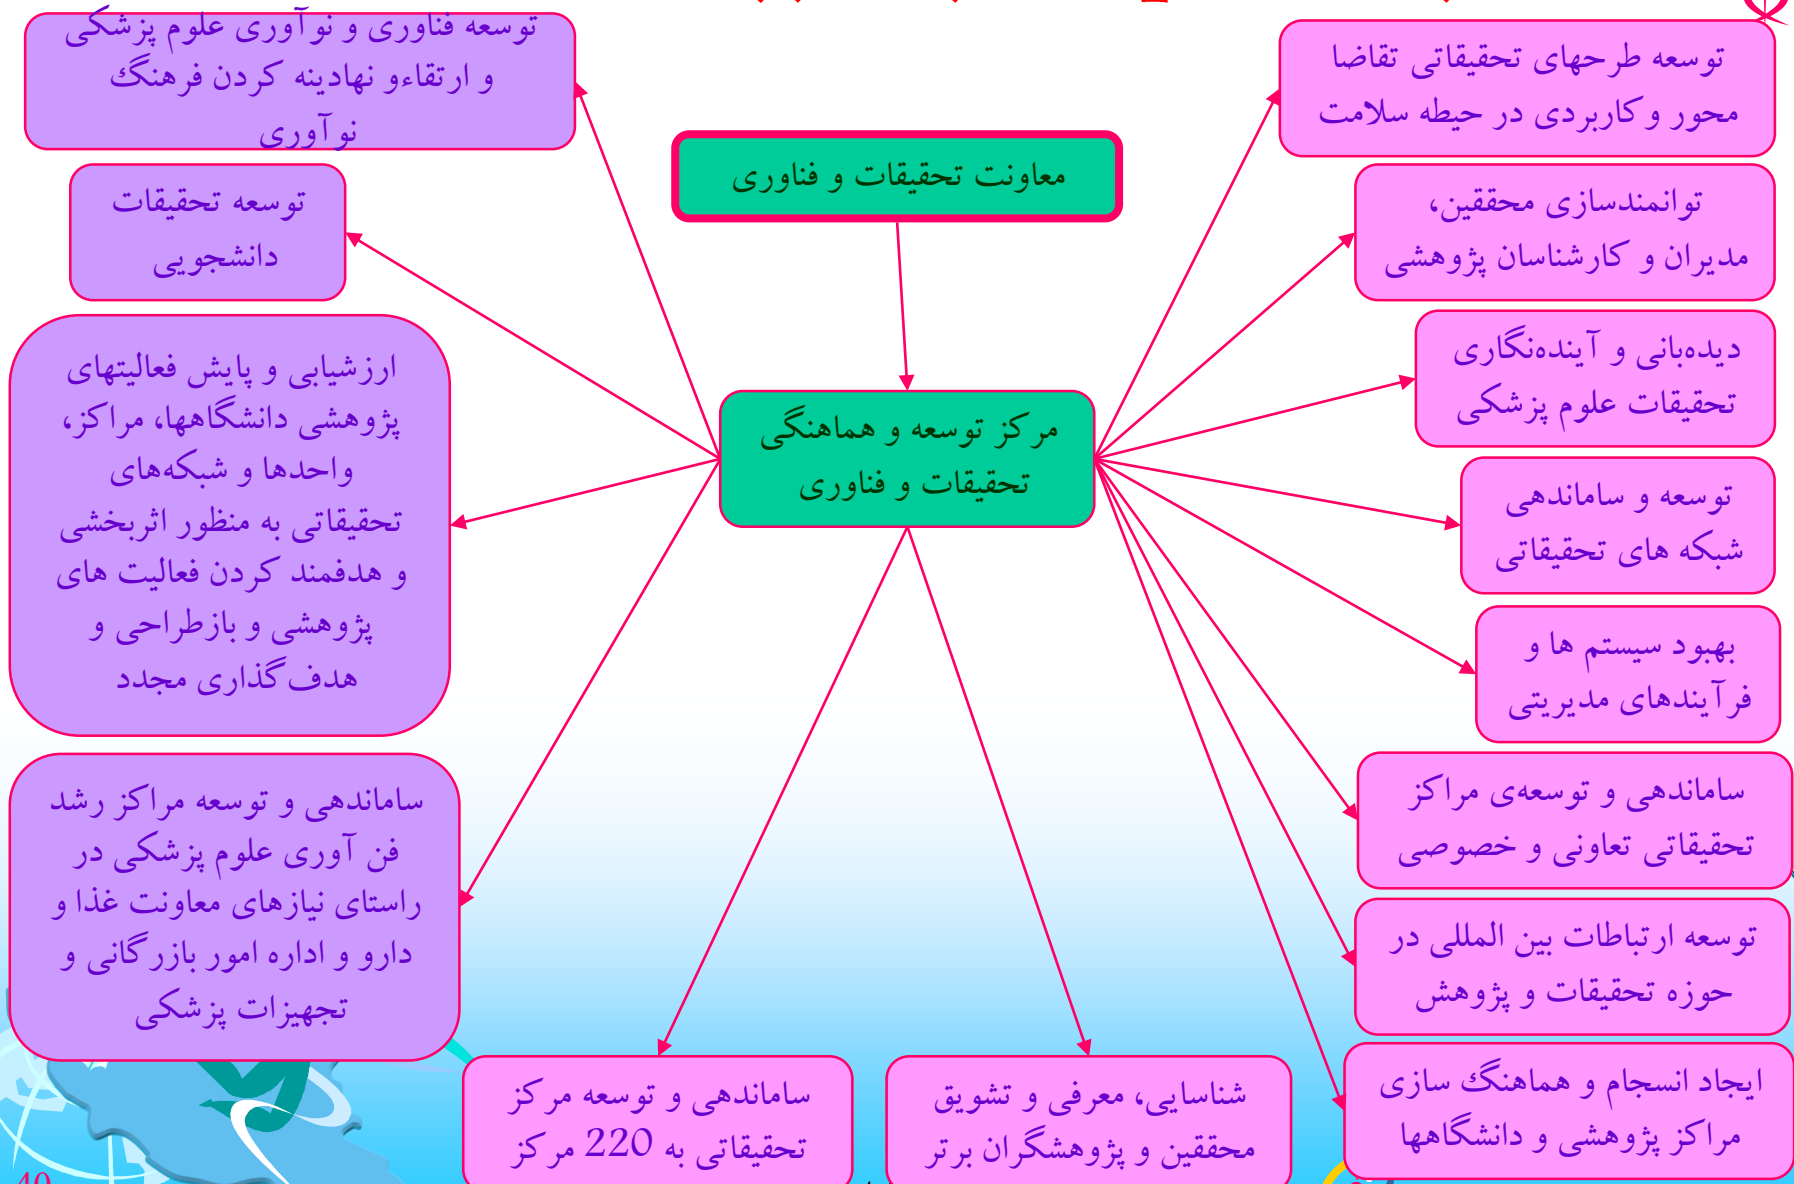 توسعه فناوری و نوآوری علوم پزشکی
و ارتقاءو نهادینه کردن فرهنگ
نوآوری
توسعه طرحهای تحقیقاتی تقاضا
محور وکاربردی در حیطه سلامت
معاونت تحقیقات و فناوری
توسعه تحقیقات
دانشجویی
توانمندسازی محققین،
مدیران و کارشناسان پژوهشی
ارزشیابی و پایش فعالیتهای
پژوهشی دانشگاهها، مراکز،
واحدها و شبکه‌های
تحقیقاتی به منظور اثربخشی
و هدفمند کردن فعالیت های
پژوهشی و بازطراحی و
هدف‌گذاری مجدد
دیده‌بانی و آینده‌نگاری
تحقیقات علوم پزشکی
مرکز توسعه و هماهنگی
تحقیقات و فناوری
توسعه و ساماندهی
شبکه های تحقیقاتی
بهبود سیستم ها و
فرآیندهای مدیریتی
ساماندهی و توسعه‌ی مراکز
تحقیقاتی تعاونی و خصوصی
ساماندهی و توسعه مراکز رشد
فن آوری علوم پزشکی در
راستای نیازهای معاونت غذا و
دارو و اداره امور بازرگانی و
تجهیزات پزشکی
توسعه ارتباطات بین المللی در
حوزه تحقیقات و پژوهش
ایجاد انسجام و هماهنگ سازی
مراکز پژوهشی و دانشگاهها
شناسایی، معرفی و تشویق
محققین و پژوهشگران برتر
ساماندهی و توسعه مرکز
تحقیقاتی به 220 مرکز
40